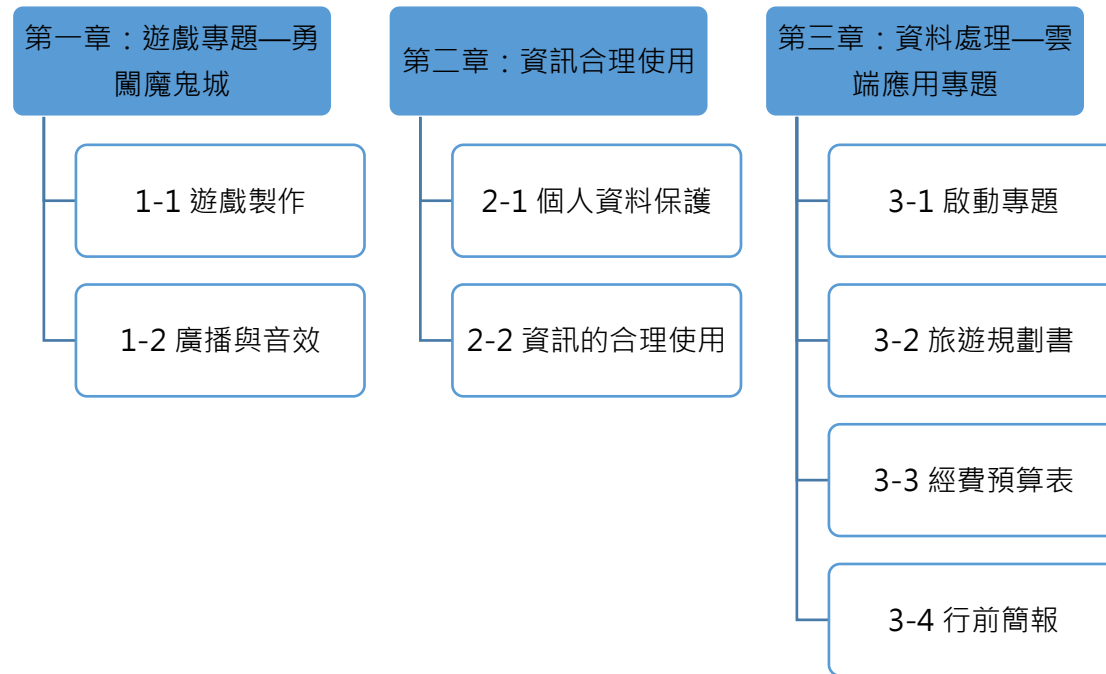 第一章：遊戲專題—勇
闖魔鬼城
1-1 遊戲製作
1-2 廣播與音效
第二章：資訊合理使用
2-1 個人資料保護
2-2 資訊的合理使用
第三章：資料處理—雲
端應用專題
3-1 啟動專題
3-2 旅遊規劃書
3-3 經費預算表
3-4 行前簡報